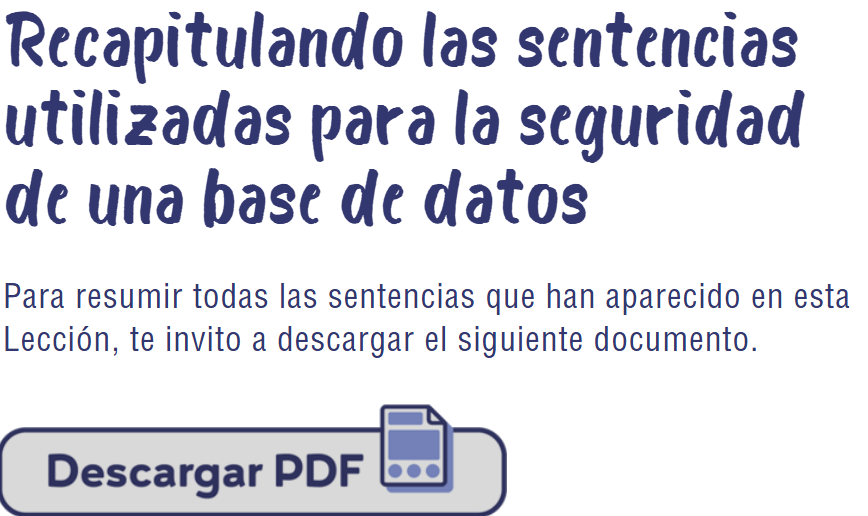 Recapitulando las sentencias
utilizadas para la seguridad
de una base de datos
Para resumir todas las sentencias que han aparecido en esta
Lección, te invito a descargar el siguiente documento.
Descargar PDF